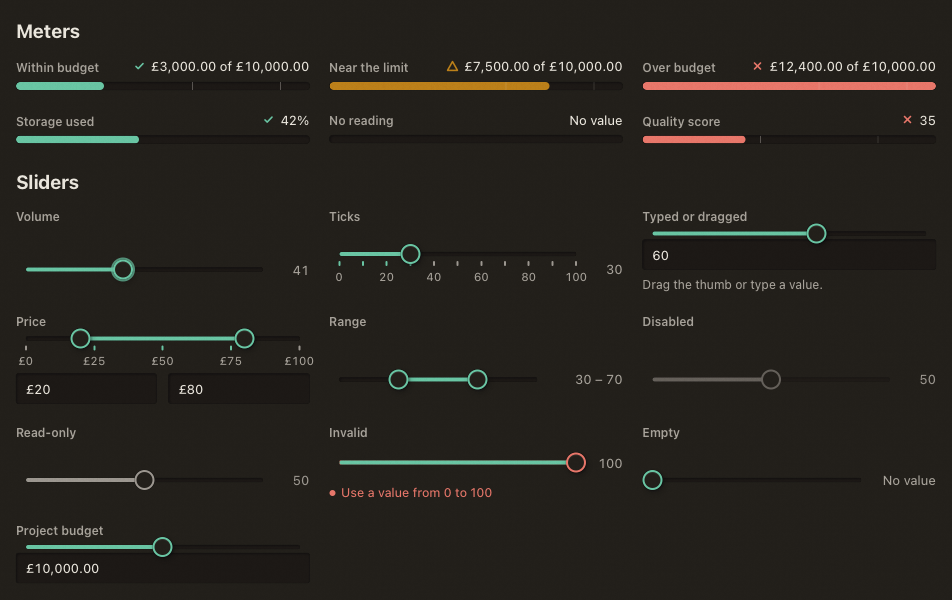 Meters
Within budget £3,000.00 of £10,000.00
Near the limit £7,500.00 of £10,000.00
Over budget £12,400.00 of £10,000.00
Storage used 42%
No reading No value
Quality score 35
Sliders
Volume
41
Ticks
0 20 40 60 80 100
30
Typed or dragged
60
Drag the thumb or type a value.
Price
£0 £25 £50 £75 £100
£20 £80
Range
30 – 70
Disabled
50
Read-only
50
Invalid
100
Use a value from 0 to 100
Empty
No value
Project budget
£10,000.00